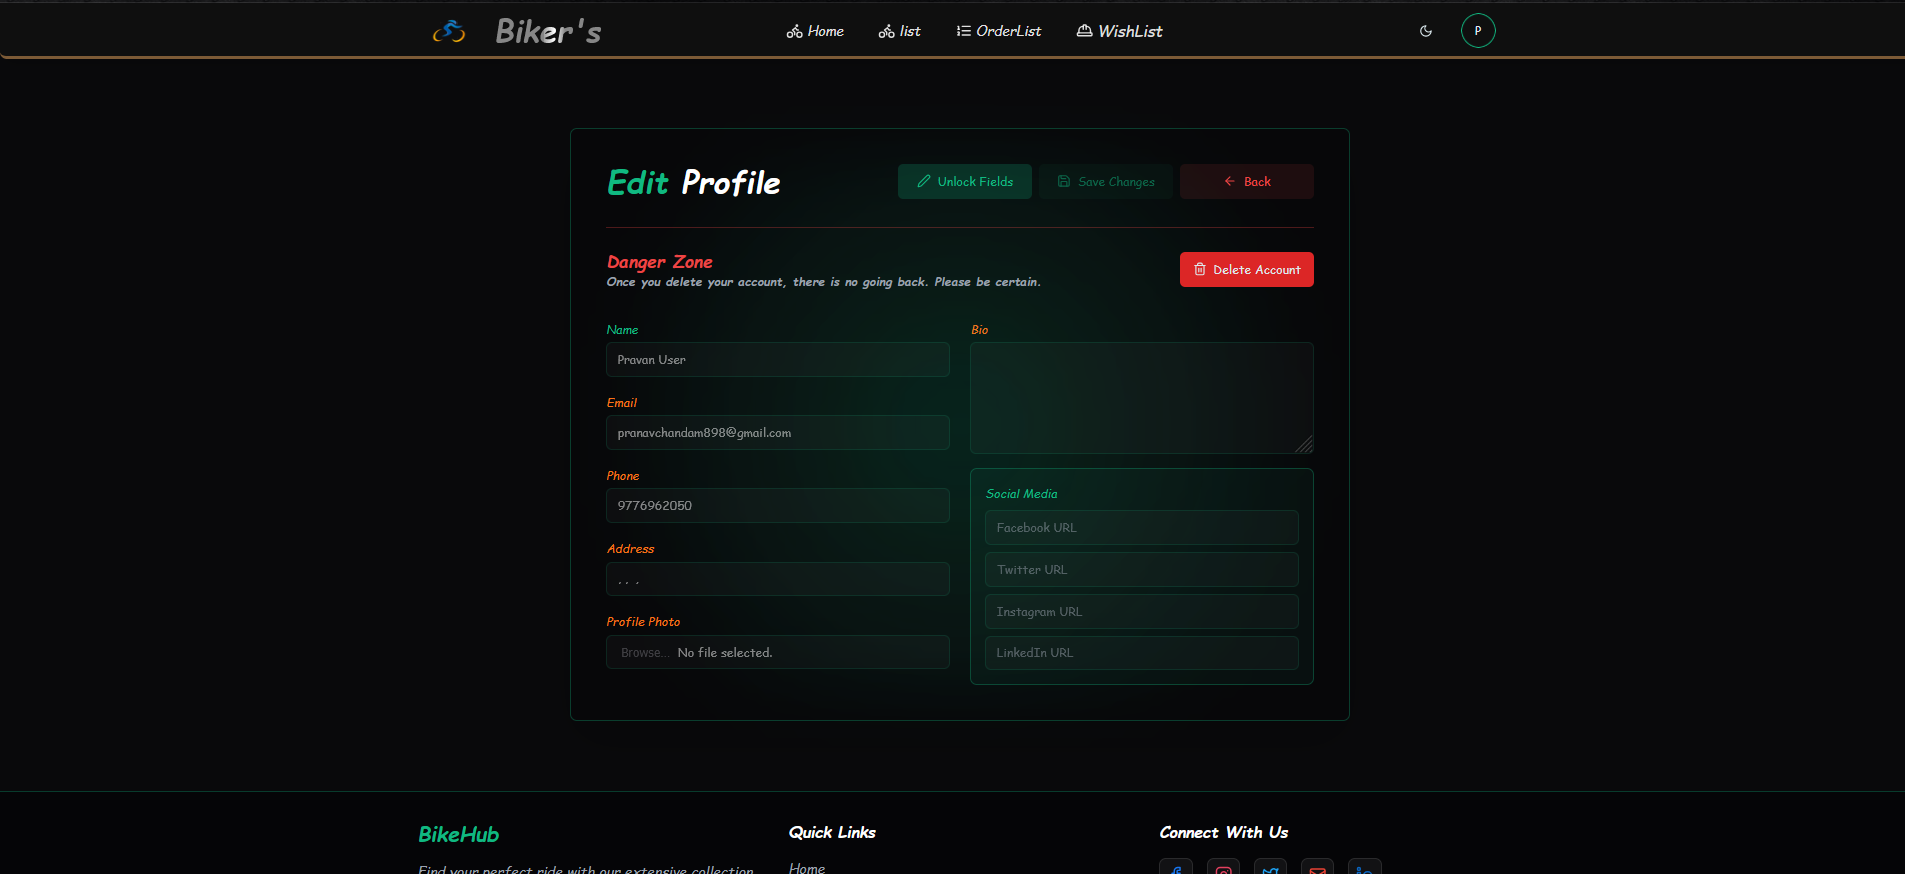 Biker's
Home
list
OrderList
WishList
P
Edit Profile
Unlock Fields
Save Changes
Back
Danger Zone
Once you delete your account, there is no going back. Please be certain.
Delete Account
Name
Pravan User
Email
pranavchandam898@gmail.com
Phone
9776962050
Address
. . .
Profile Photo
Browse... No file selected.
Bio
Social Media
Facebook URL
Twitter URL
Instagram URL
LinkedIn URL
BikeHub
Find your perfect ride with our extensive collection
Quick Links
Home
Connect With Us